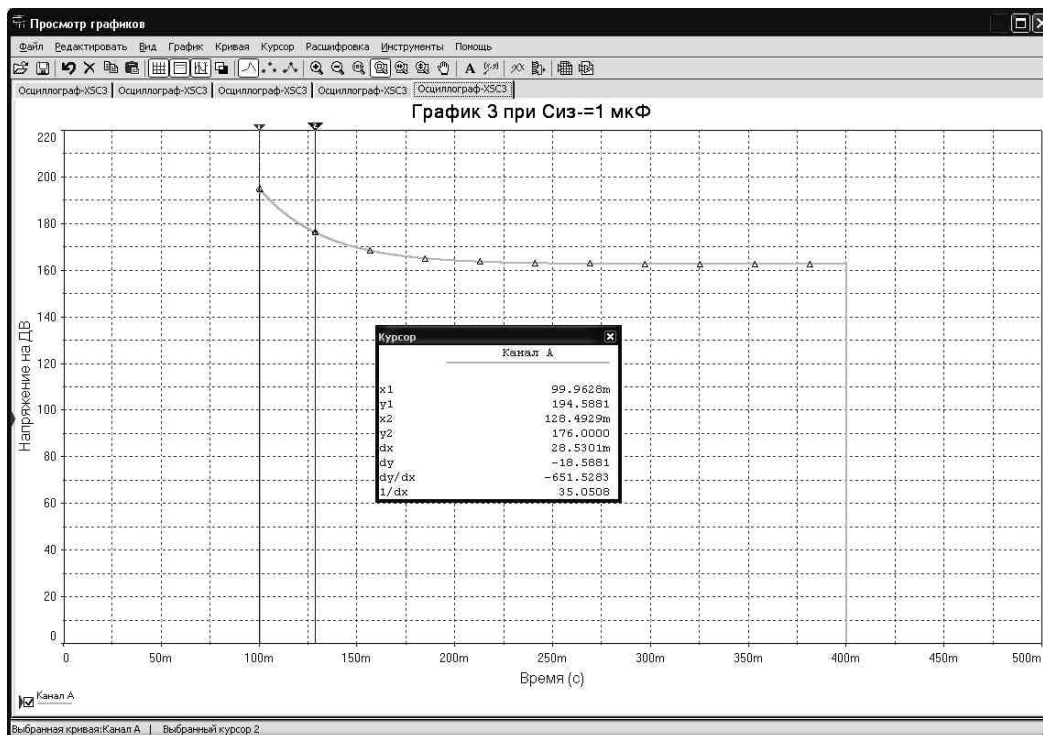 Просмотр графиков
Файл Редактировать Вид График Кривая Курсор Расшифровка Инструменты Помощь
Осциллограф-XSC3 Осциллограф-XSC3 Осциллограф-XSC3 Осциллограф-XSC3 Осциллограф-XSC3
График 3 при Сиз-=1 мкФ
1 2
220
200
180
160
140
120
100
80
60
40
20
0
Напряжение на ДВ
Курсор
Канал A
x1 99.9628m
y1 194.5881
x2 128.4929m
y2 176.0000
dx 28.5301m
dy -18.5881
dy/dx -651.5283
1/dx 35.0508
0 50m 100m 150m 200m 250m 300m 350m 400m 450m 500m
Время (с)
Канал A
Выбранная кривая:Канал A | Выбранный курсор 2